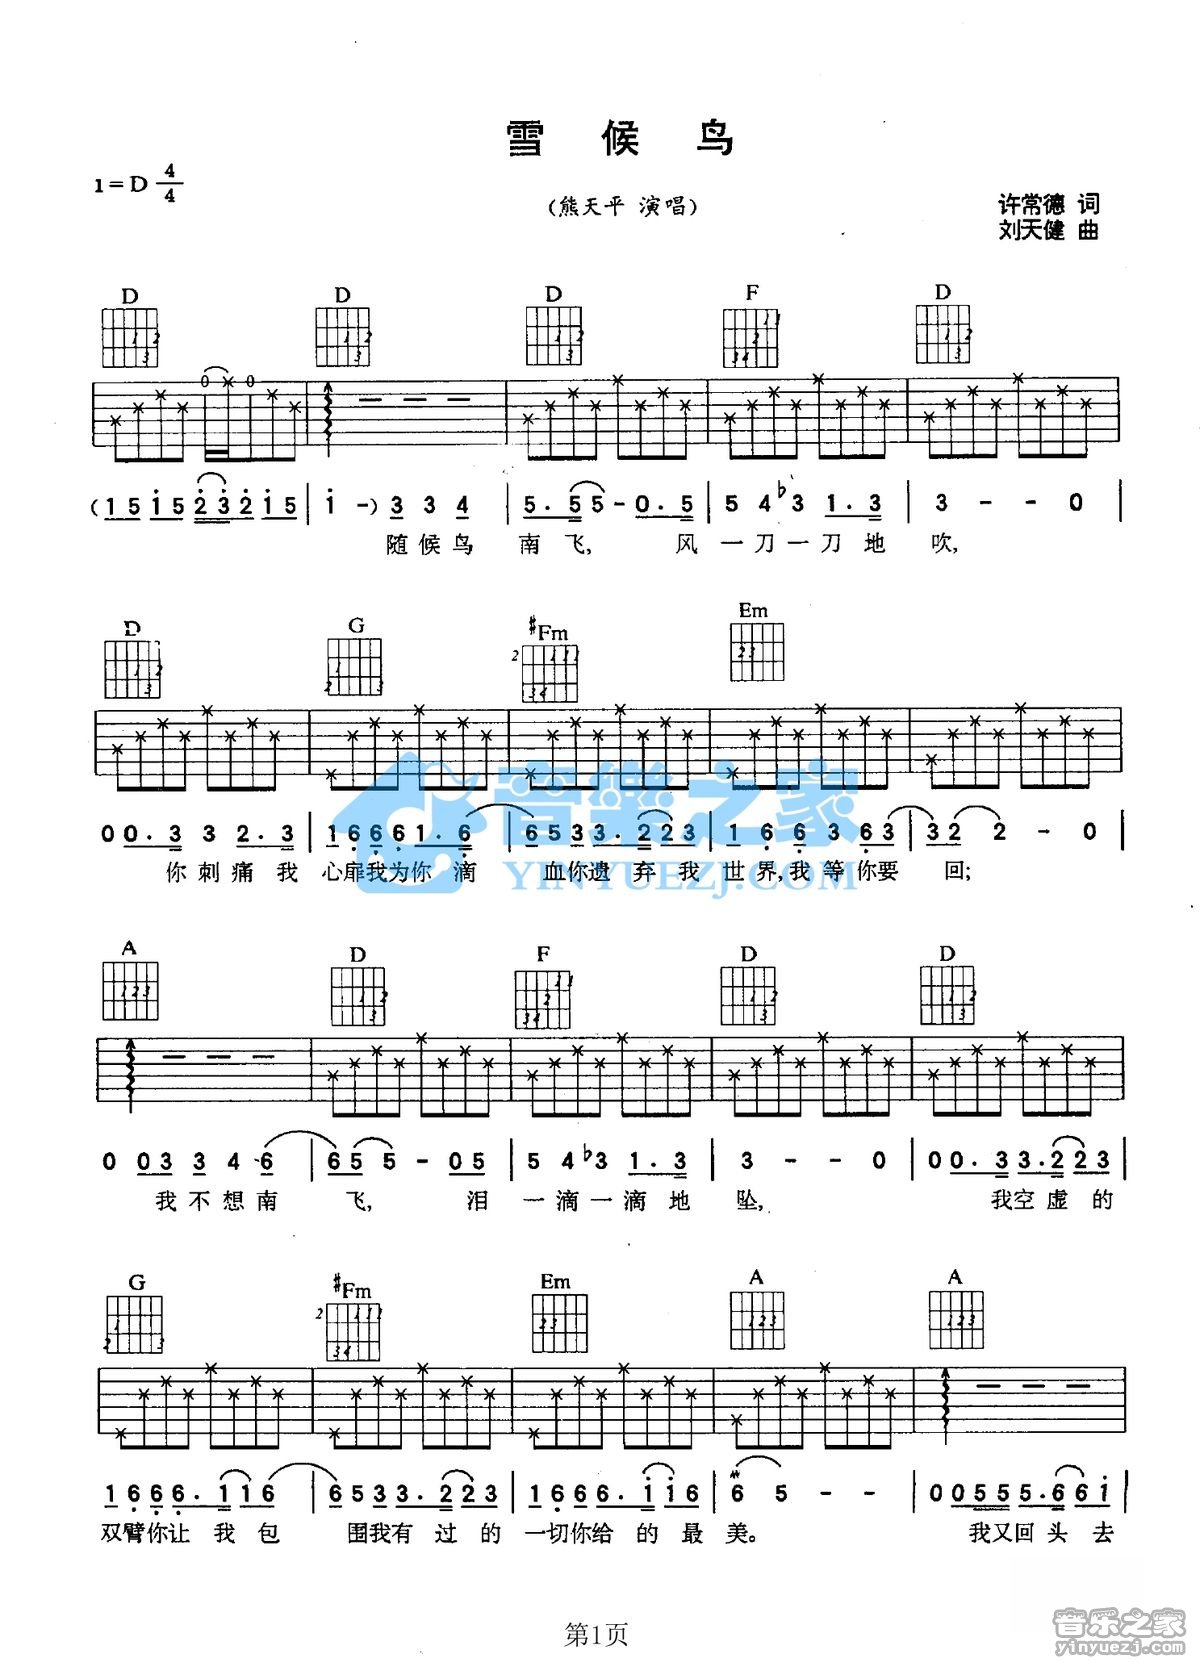 雪候鸟
1=D 4/4
(熊天平 演唱)
许常德 词
刘天健 曲
D D D F D
(1 5 1 5 2 3 2 1 5 | 1 -) 3 3 4 | 5. 5 5 - 0. 5 | 5 4 ♭3 1. 3 | 3 - - 0 |
随候鸟 南飞, 风一刀一刀地 吹,
D G #Fm Em
0 0. 3 3 2. 3 | 1 6 6 6 1. 6 | 6 5 3 3. 2 2 3 | 1 6 6 3 6 3 | 3 2 2 - 0 |
你刺痛我 心扉我为你滴 血你遗弃我 世界,我等你要 回;
音樂之家
YINYUEZJ.COM
A D F D D
0 0 3 3 4 6 | 6 5 5 - 0 5 | 5 4 ♭3 1. 3 | 3 - - 0 | 0 0. 3 3. 2 2 3 |
我不想南 飞, 泪 一滴一滴地 坠, 我空虚的
G #Fm Em A A
1 6 6 6. 1 1 6 | 6 5 3 3. 2 2 3 | 1 6 6 6. 1 1 6 | 6 5 - - | 0 0 5 5 5 5. 6 6 1 |
双臂你让我包 围我有过的 一切你给的最 美。 我又回头去
第1页
音乐之家
yinyuezj.com